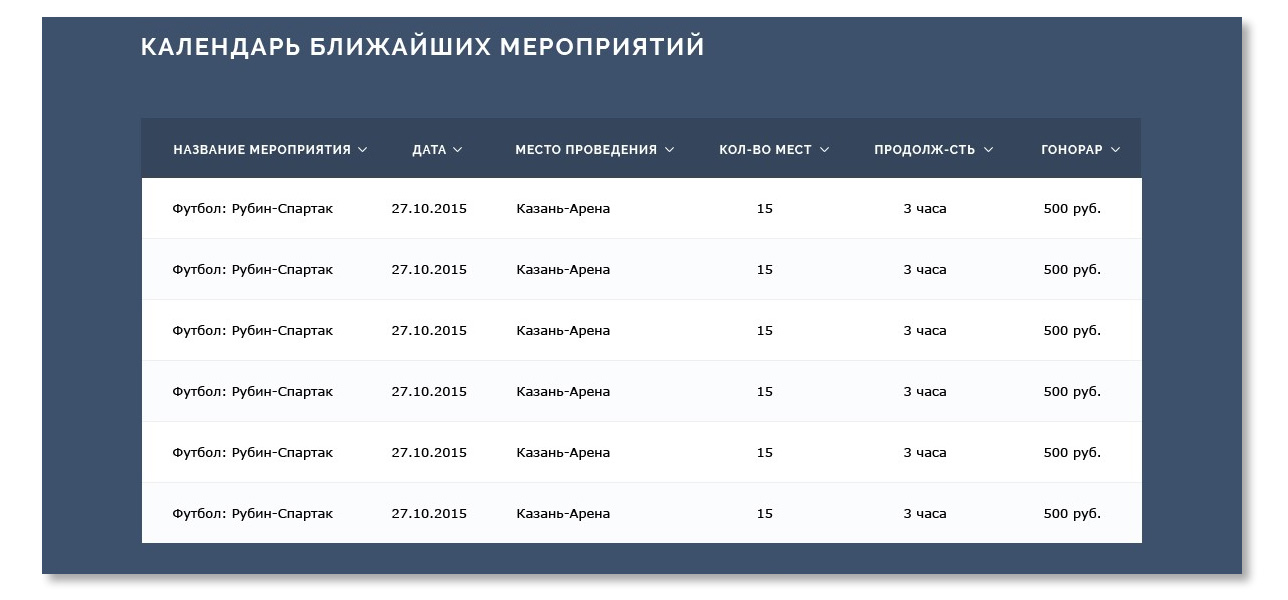 КАЛЕНДАРЬ БЛИЖАЙШИХ МЕРОПРИЯТИЙ
НАЗВАНИЕ МЕРОПРИЯТИЯ ДАТА МЕСТО ПРОВЕДЕНИЯ КОЛ-ВО МЕСТ ПРОДОЛЖ-СТЬ ГОНОРАР
Футбол: Рубин-Спартак 27.10.2015 Казань-Арена 15 3 часа 500 руб.
Футбол: Рубин-Спартак 27.10.2015 Казань-Арена 15 3 часа 500 руб.
Футбол: Рубин-Спартак 27.10.2015 Казань-Арена 15 3 часа 500 руб.
Футбол: Рубин-Спартак 27.10.2015 Казань-Арена 15 3 часа 500 руб.
Футбол: Рубин-Спартак 27.10.2015 Казань-Арена 15 3 часа 500 руб.
Футбол: Рубин-Спартак 27.10.2015 Казань-Арена 15 3 часа 500 руб.